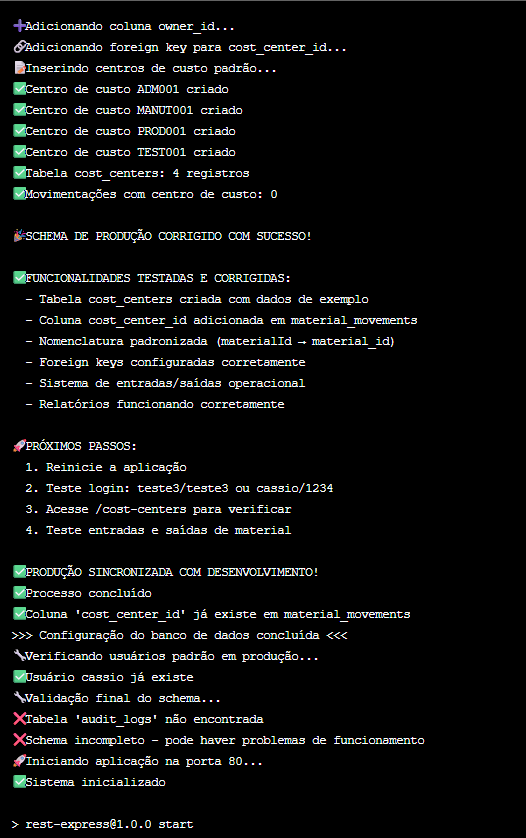 ➕Adicionando coluna owner_id...
🔗Adicionando foreign key para cost_center_id...
📝Inserindo centros de custo padrão...
✅Centro de custo ADM001 criado
✅Centro de custo MANUT001 criado
✅Centro de custo PROD001 criado
✅Centro de custo TEST001 criado
✅Tabela cost_centers: 4 registros
✅Movimentações com centro de custo: 0
🎉SCHEMA DE PRODUÇÃO CORRIGIDO COM SUCESSO!
✅FUNCIONALIDADES TESTADAS E CORRIGIDAS:
- Tabela cost_centers criada com dados de exemplo
- Coluna cost_center_id adicionada em material_movements
- Nomenclatura padronizada (materialId → material_id)
- Foreign keys configuradas corretamente
- Sistema de entradas/saídas operacional
- Relatórios funcionando corretamente
🚀PRÓXIMOS PASSOS:
1. Reinicie a aplicação
2. Teste login: teste3/teste3 ou cassio/1234
3. Acesse /cost-centers para verificar
4. Teste entradas e saídas de material
✅PRODUÇÃO SINCRONIZADA COM DESENVOLVIMENTO!
✅Processo concluído
✅Coluna 'cost_center_id' já existe em material_movements
>>> Configuração do banco de dados concluída <<<
🔧Verificando usuários padrão em produção...
✅Usuário cassio já existe
🔧Validação final do schema...
❌Tabela 'audit_logs' não encontrada
❌Schema incompleto - pode haver problemas de funcionamento
🚀Iniciando aplicação na porta 80...
✅Sistema inicializado
> rest-express@1.0.0 start